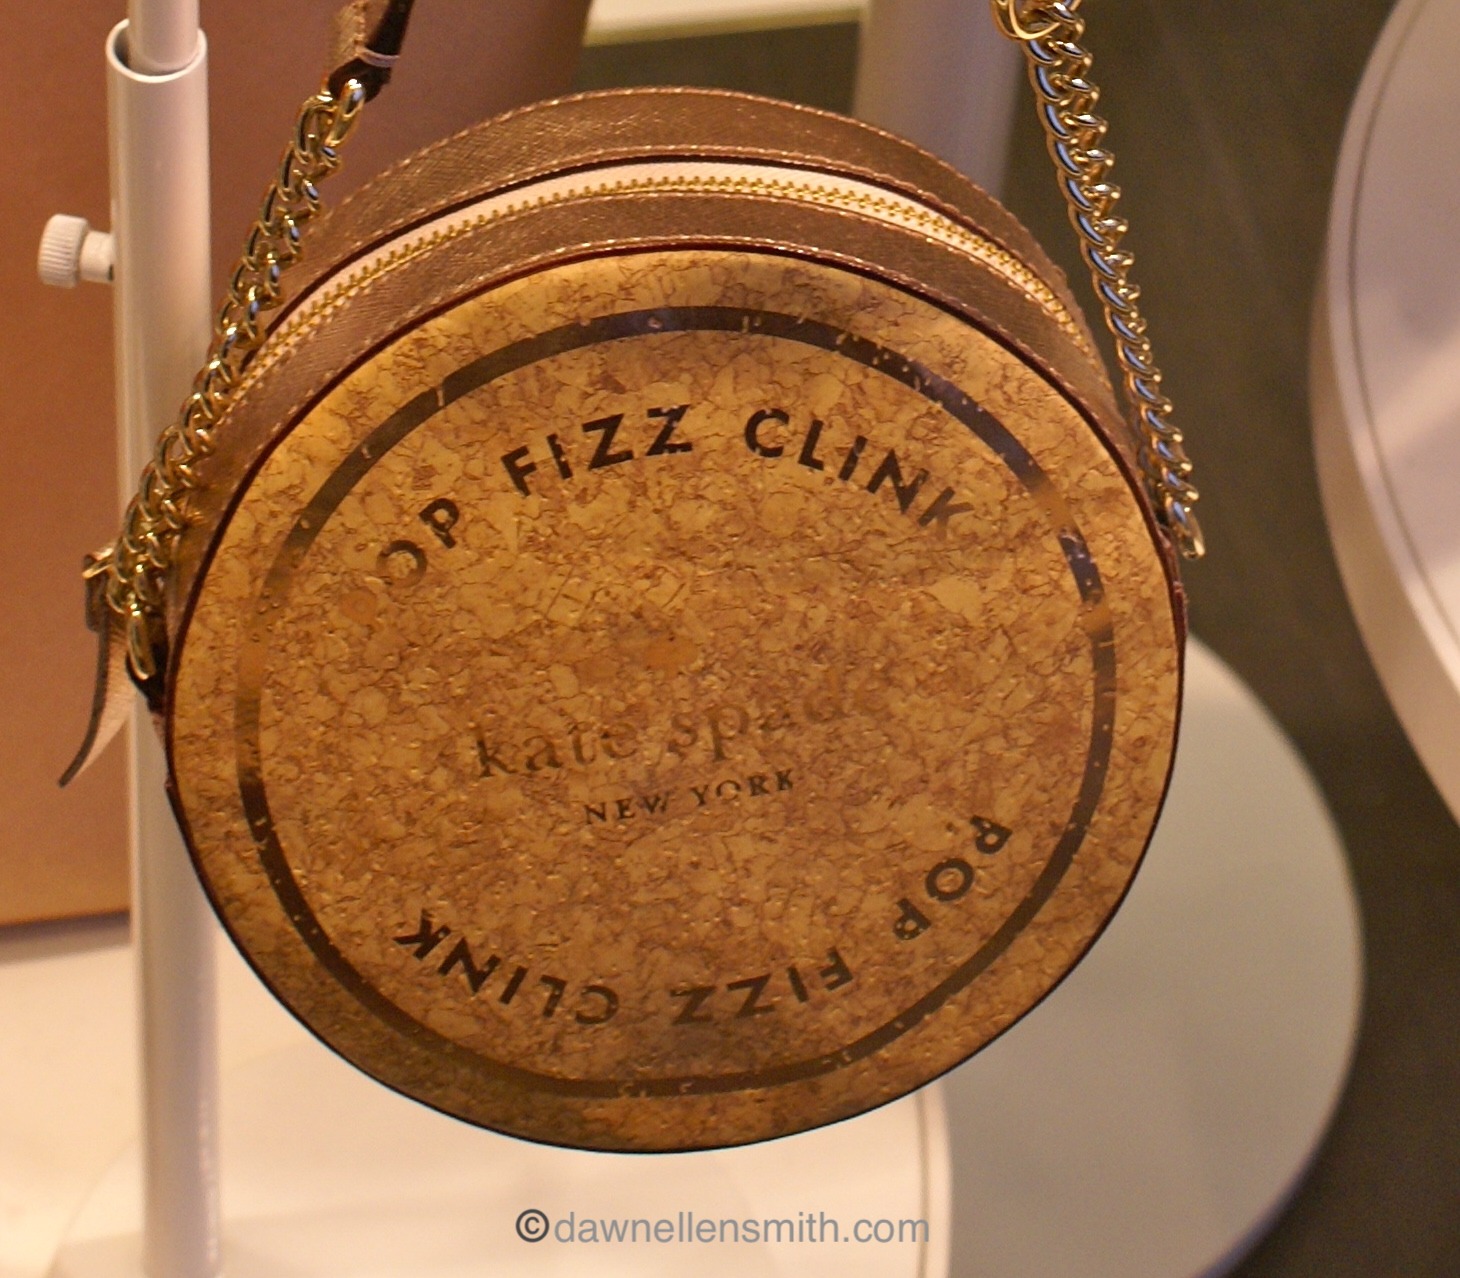 POP FIZZ CLINK
kate spade
NEW YORK
POP FIZZ CLINK
©dawnellensmith.com